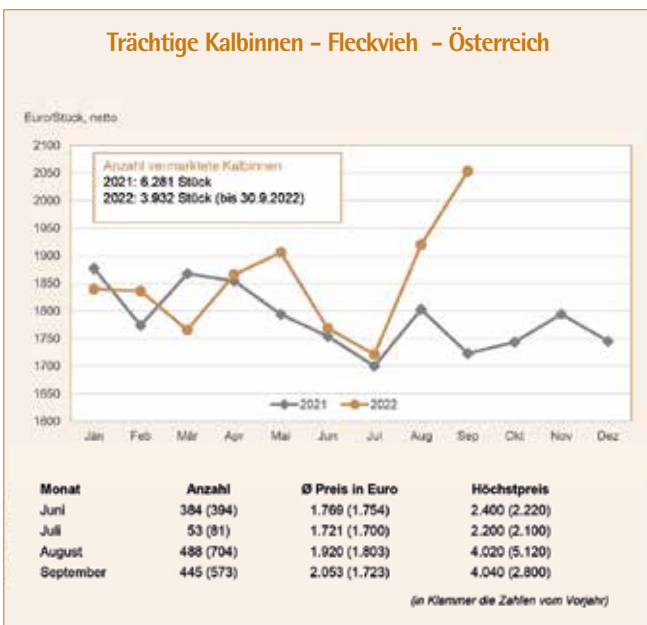 Trächtige Kalbinnen - Fleckvieh - Österreich
Euro/Stück, netto
Anzahl vermarktete Kalbinnen
2021: 6.281 Stück
2022: 3.932 Stück (bis 30.9.2022)
2100
2050
2000
1950
1900
1850
1800
1750
1700
1650
1600
2021 2022
Jän Feb Mär Apr Mai Jun Jul Aug Sep Okt Nov Dez
Monat Anzahl Ø Preis in Euro Höchstpreis
Juni 384 (394) 1.769 (1.754) 2.400 (2.220)
Juli 53 (81) 1.721 (1.700) 2.200 (2.100)
August 488 (704) 1.920 (1.803) 4.020 (5.120)
September 445 (573) 2.053 (1.723) 4.040 (2.800)
(in Klammer die Zahlen vom Vorjahr)